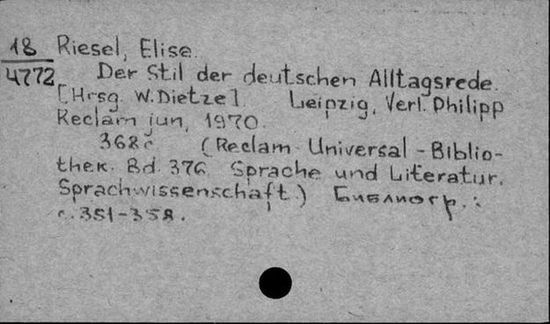 18 Riesel, Elise.
4772 Der Stil der deutschen Alltagsrede.
[Hrsg. W. Dietze]. Leipzig, Verl. Philipp
Reclam jun, 1970.
368 с (Reclam Universal-Biblio-
thek. Bd. 376. Sprache und Literatur.
Sprachwissenschaft.) Библиогр.:
с. 351-358.